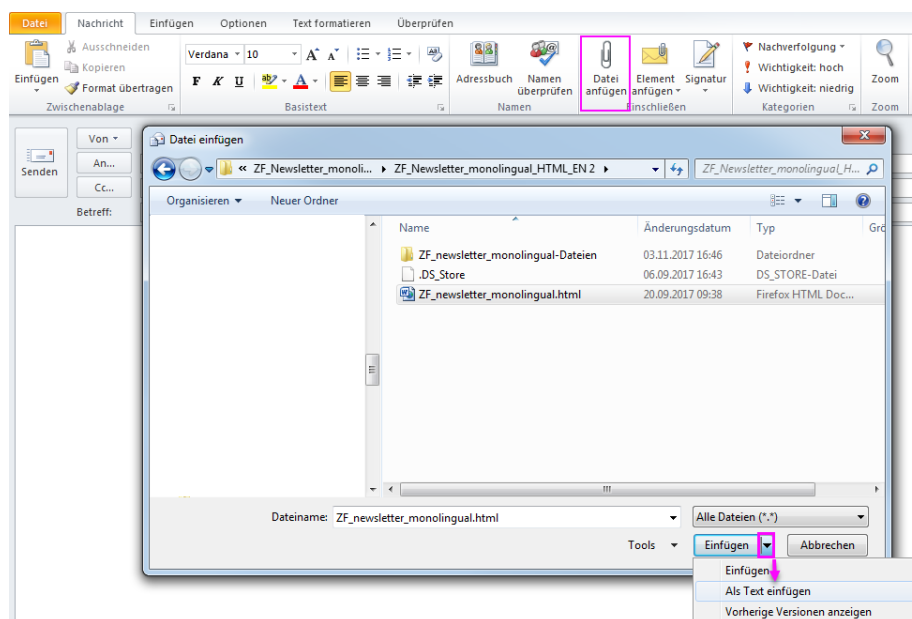 Datei Nachricht Einfügen Optionen Text formatieren Überprüfen
Ausschneiden
Kopieren
Format übertragen
Einfügen
Zwischenablage
Verdana 10
F K U
Basistext
Adressbuch Namen überprüfen
Namen
Datei anfügen Element anfügen Signatur
Einschließen
Nachverfolgung
Wichtigkeit: hoch
Wichtigkeit: niedrig
Kategorien
Zoom
Zoom
Senden
Von
An...
Cc...
Betreff:
Datei einfügen
« ZF_Newsletter_monoli... ZF_Newsletter_monolingual_HTML_EN 2
ZF_Newsletter_monolingual_H...
Organisieren Neuer Ordner
Name Änderungsdatum Typ Grö
ZF_newsletter_monolingual-Dateien 03.11.2017 16:46 Dateiordner
.DS_Store 06.09.2017 16:43 DS_STORE-Datei
ZF_newsletter_monolingual.html 20.09.2017 09:38 Firefox HTML Doc...
Dateiname: ZF_newsletter_monolingual.html Alle Dateien (*.*)
Tools Einfügen Abbrechen
Einfügen
Als Text einfügen
Vorherige Versionen anzeigen